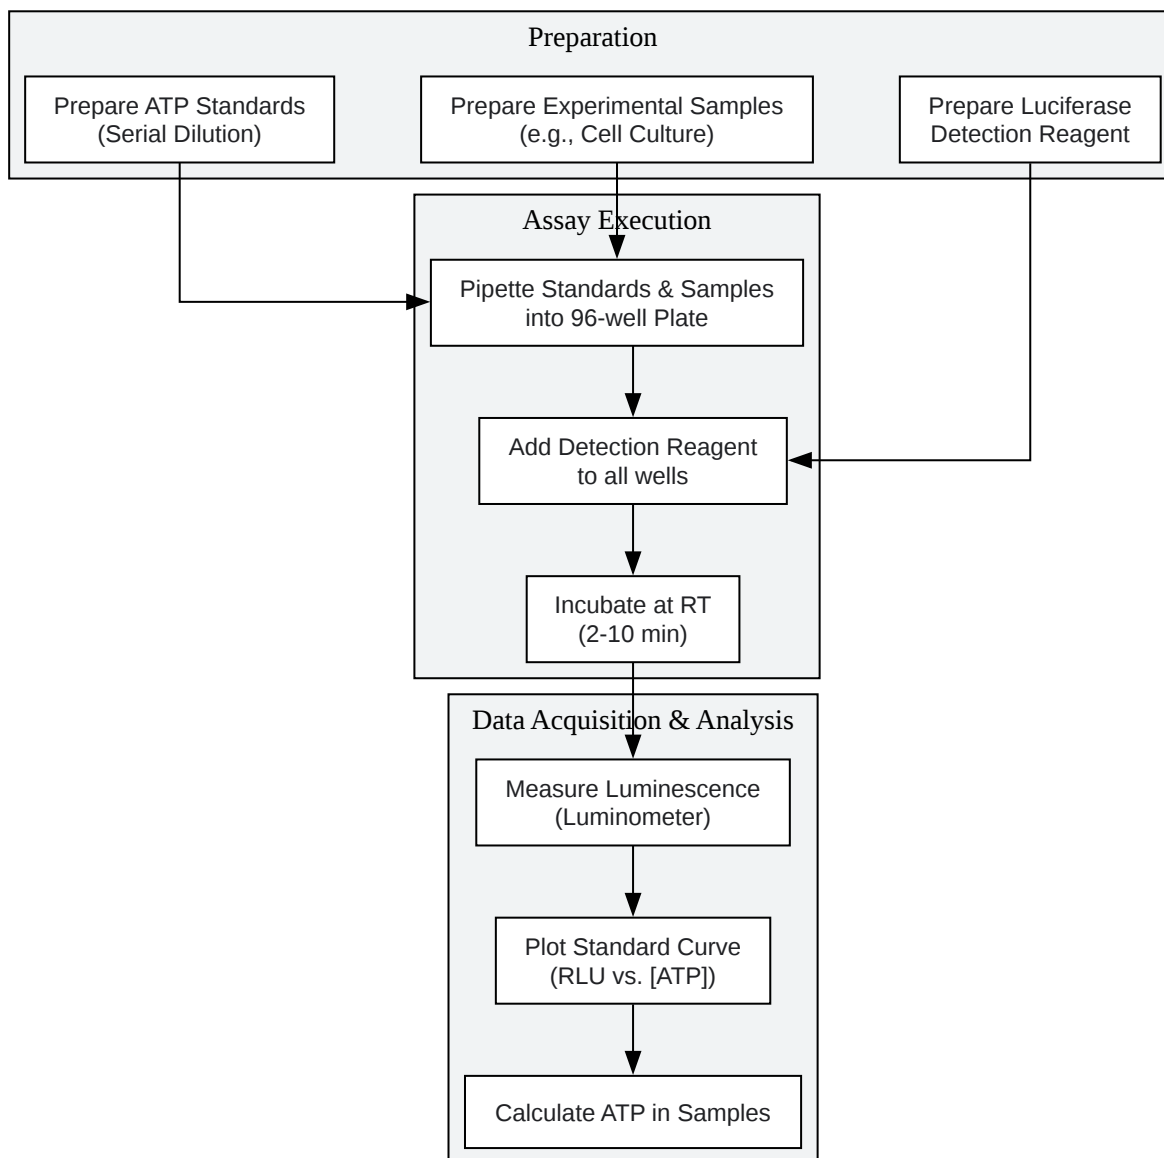 Preparation
Prepare ATP Standards
(Serial Dilution)
Prepare Experimental Samples
(e.g., Cell Culture)
Prepare Luciferase
Detection Reagent
Assay Execution
Pipette Standards & Samples
into 96-well Plate
Add Detection Reagent
to all wells
Incubate at RT
(2-10 min)
Data Acquisition & Analysis
Measure Luminescence
(Luminometer)
Plot Standard Curve
(RLU vs. [ATP])
Calculate ATP in Samples